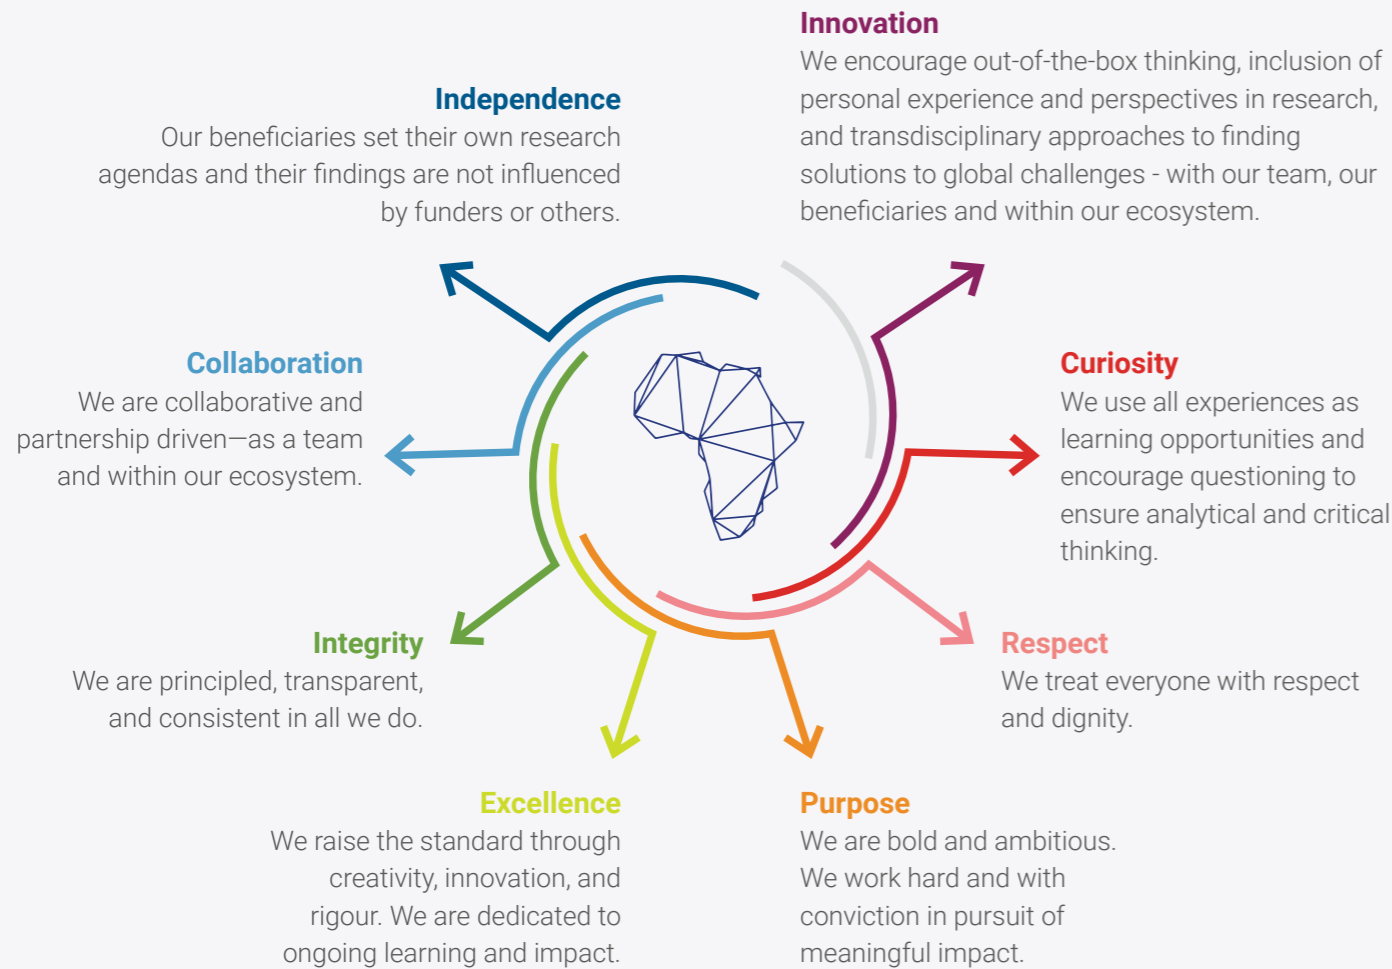 Innovation
We encourage out-of-the-box thinking, inclusion of
personal experience and perspectives in research,
and transdisciplinary approaches to finding
solutions to global challenges - with our team, our
beneficiaries and within our ecosystem.
Independence
Our beneficiaries set their own research
agendas and their findings are not influenced
by funders or others.
Collaboration
We are collaborative and
partnership driven—as a team
and within our ecosystem.
Curiosity
We use all experiences as
learning opportunities and
encourage questioning to
ensure analytical and critical
thinking.
Integrity
We are principled, transparent,
and consistent in all we do.
Respect
We treat everyone with respect
and dignity.
Excellence
We raise the standard through
creativity, innovation, and
rigour. We are dedicated to
ongoing learning and impact.
Purpose
We are bold and ambitious.
We work hard and with
conviction in pursuit of
meaningful impact.